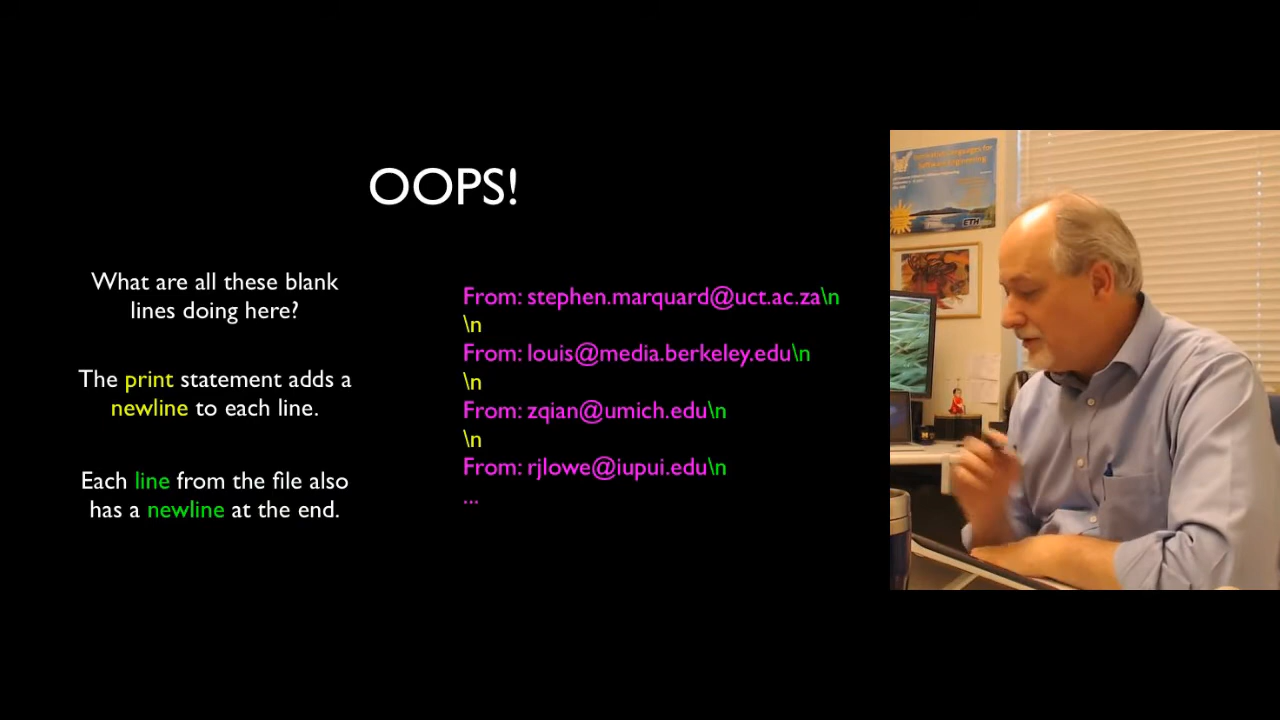 OOPS!
What are all these blank
lines doing here?
The print statement adds a
newline to each line.
Each line from the file also
has a newline at the end.
From: stephen.marquard@uct.ac.za\n
\n
From: louis@media.berkeley.edu\n
\n
From: zqian@umich.edu\n
\n
From: rjlowe@iupui.edu\n
...
ETH